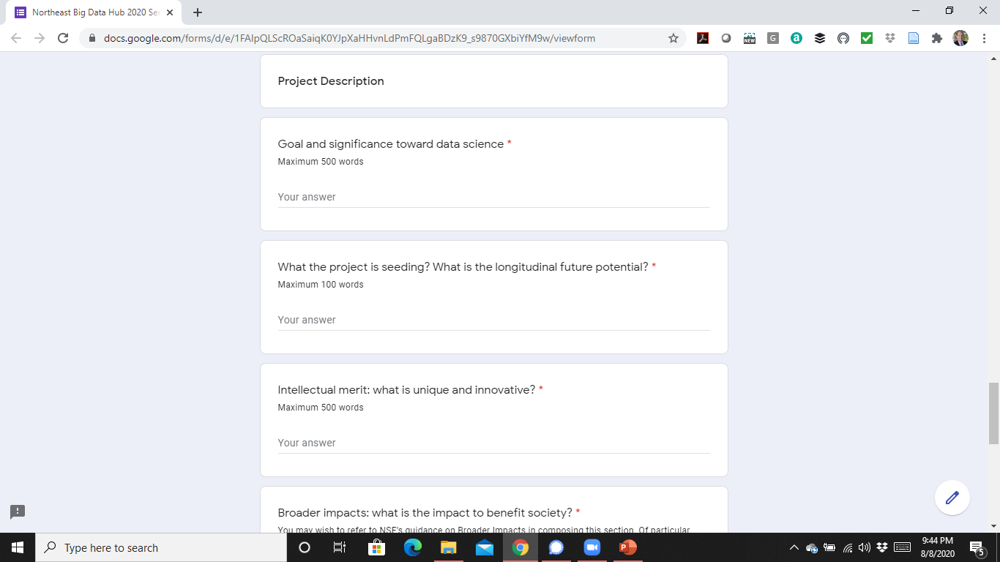 Northeast Big Data Hub 2020 See
docs.google.com/forms/d/e/1FAIpQLScROaSaiqK0YJpXaHHvnLdPmFQLgaBDzK9_s9870GXbiYfM9w/viewform
NEW
G
a
Project Description
Goal and significance toward data science *
Maximum 500 words
Your answer
What the project is seeding? What is the longitudinal future potential? *
Maximum 100 words
Your answer
Intellectual merit: what is unique and innovative? *
Maximum 500 words
Your answer
Broader impacts: what is the impact to benefit society? *
You may wish to refer to NSF's guidance on Broader Impacts in composing this section. Of particular
Type here to search
P
9:44 PM
8/8/2020
5